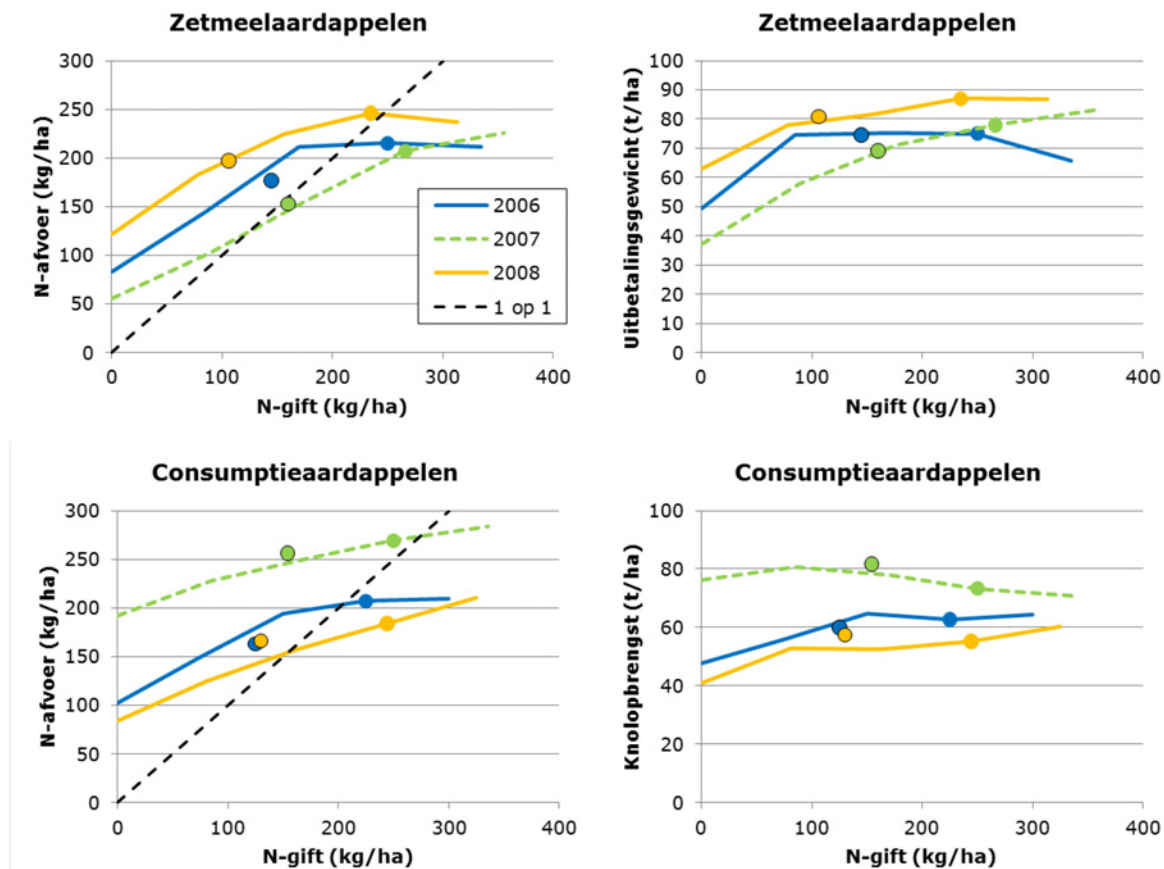 Zetmeelaardappelen
N-afvoer (kg/ha)
300
250
200
150
100
50
0
0 100 200 300 400
N-gift (kg/ha)
2006
2007
2008
1 op 1
Zetmeelaardappelen
Uitbetalingsgewicht (t/ha)
100
90
80
70
60
50
40
30
20
10
0
0 100 200 300 400
N-gift (kg/ha)
Consumptieaardappelen
N-afvoer (kg/ha)
300
250
200
150
100
50
0
0 100 200 300 400
N-gift (kg/ha)
Consumptieaardappelen
Knolopbrengst (t/ha)
100
80
60
40
20
0
0 100 200 300 400
N-gift (kg/ha)